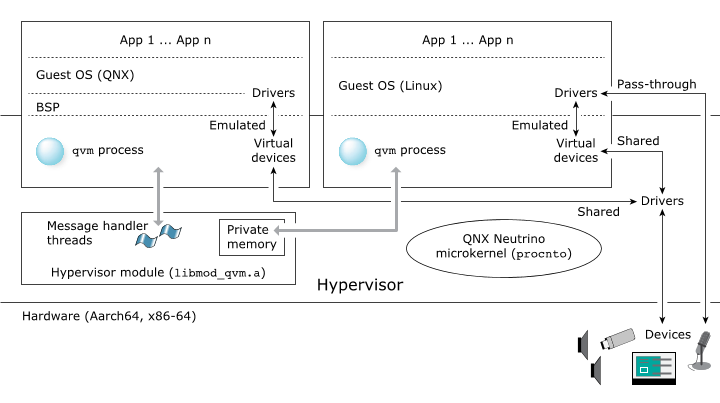 App 1 ... App n
App 1 ... App n
Guest OS (QNX)
Guest OS (Linux)
Pass-through
Drivers
Drivers
BSP
Emulated
Emulated
Shared
qvm process
Virtual
devices
qvm process
Virtual
devices
Drivers
Shared
Message handler
threads
Private
memory
QNX Neutrino
microkernel (procnto)
Hypervisor module (libmod_qvm.a)
Hypervisor
Hardware (Aarch64, x86-64)
Devices